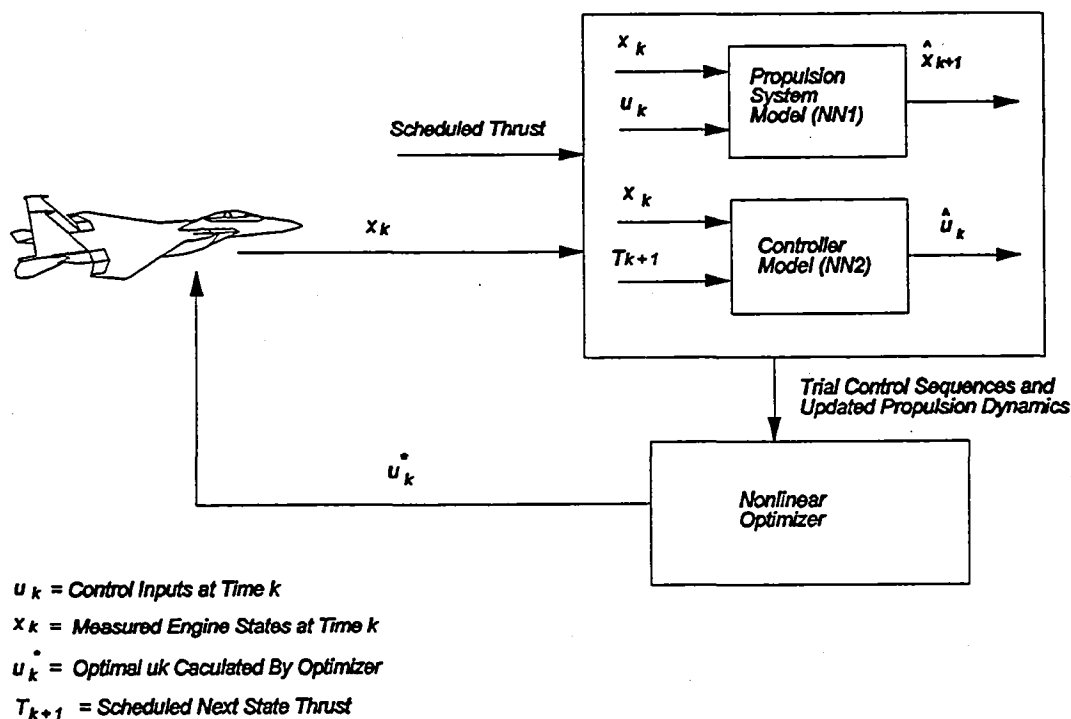 x k
u k
Propulsion
System
Model (NN1)
^x k+1
Scheduled Thrust
x k
T k+1
Controller
Model (NN2)
^u k
x k
Trial Control Sequences and
Updated Propulsion Dynamics
u*k
Nonlinear
Optimizer
u k = Control Inputs at Time k
x k = Measured Engine States at Time k
u*k = Optimal uk Caculated By Optimizer
T k+1 = Scheduled Next State Thrust